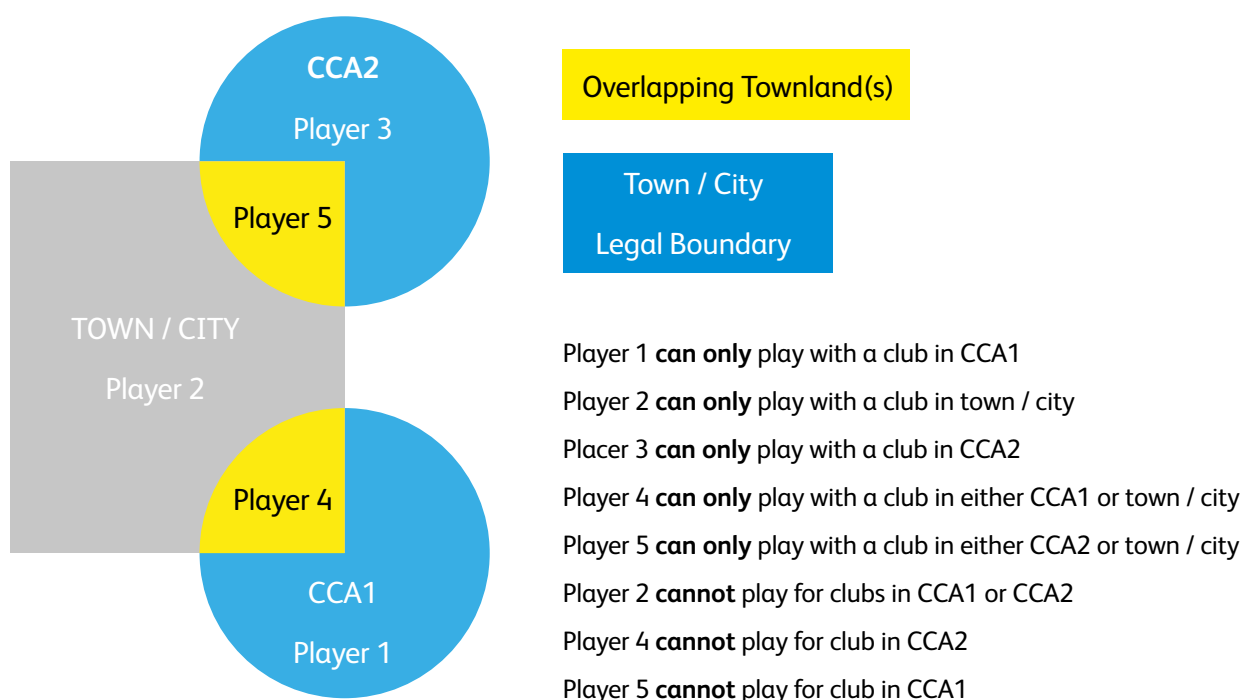 CCA2
Player 3
Player 5
TOWN / CITY
Player 2
Player 4
CCA1
Player 1
Overlapping Townland(s)
Town / City
Legal Boundary
Player 1 can only play with a club in CCA1
Player 2 can only play with a club in town / city
Placer 3 can only play with a club in CCA2
Player 4 can only play with a club in either CCA1 or town / city
Player 5 can only play with a club in either CCA2 or town / city
Player 2 cannot play for clubs in CCA1 or CCA2
Player 4 cannot play for club in CCA2
Player 5 cannot play for club in CCA1